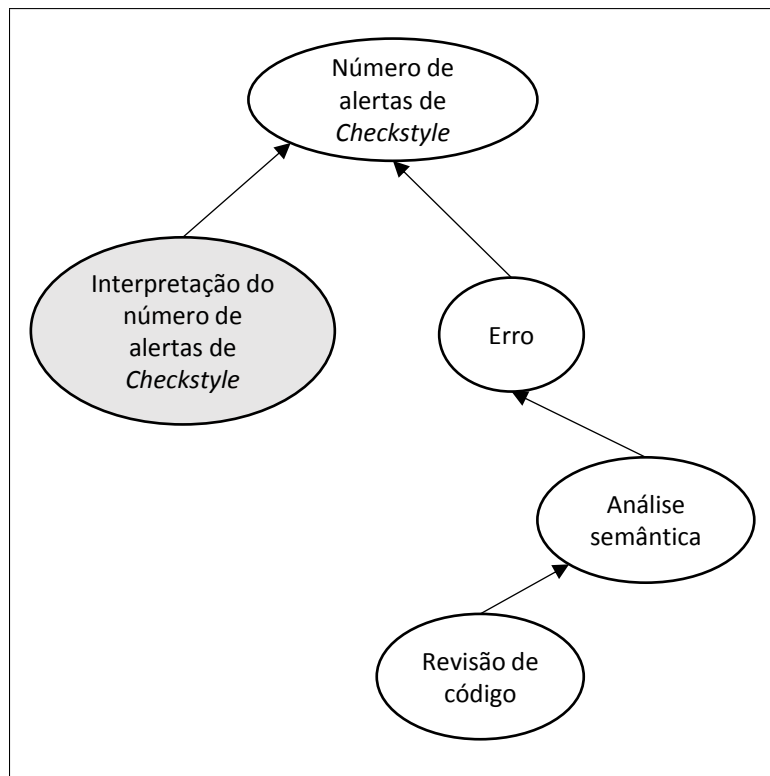 Número de
alertas de
Checkstyle
Interpretação do
número de
alertas de
Checkstyle
Erro
Análise
semântica
Revisão de
código